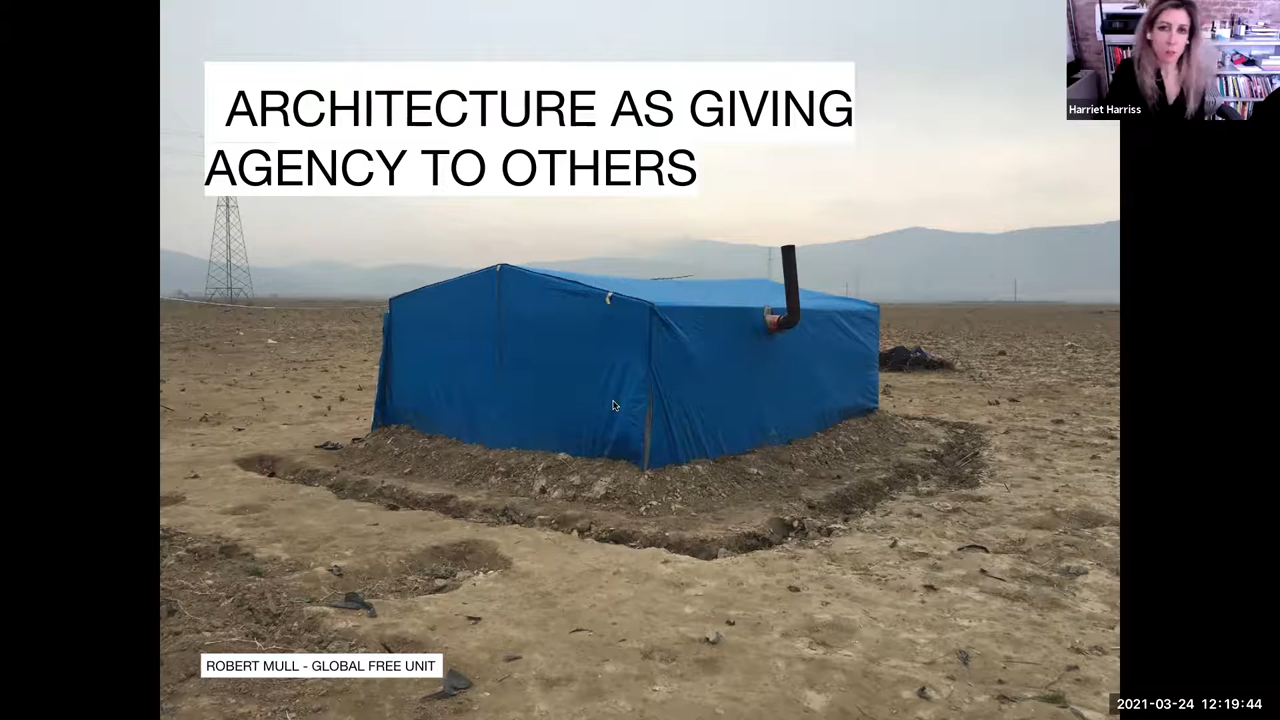 ARCHITECTURE AS GIVING
AGENCY TO OTHERS
Harriet Harriss
ROBERT MULL - GLOBAL FREE UNIT
2021-03-24 12:19:44